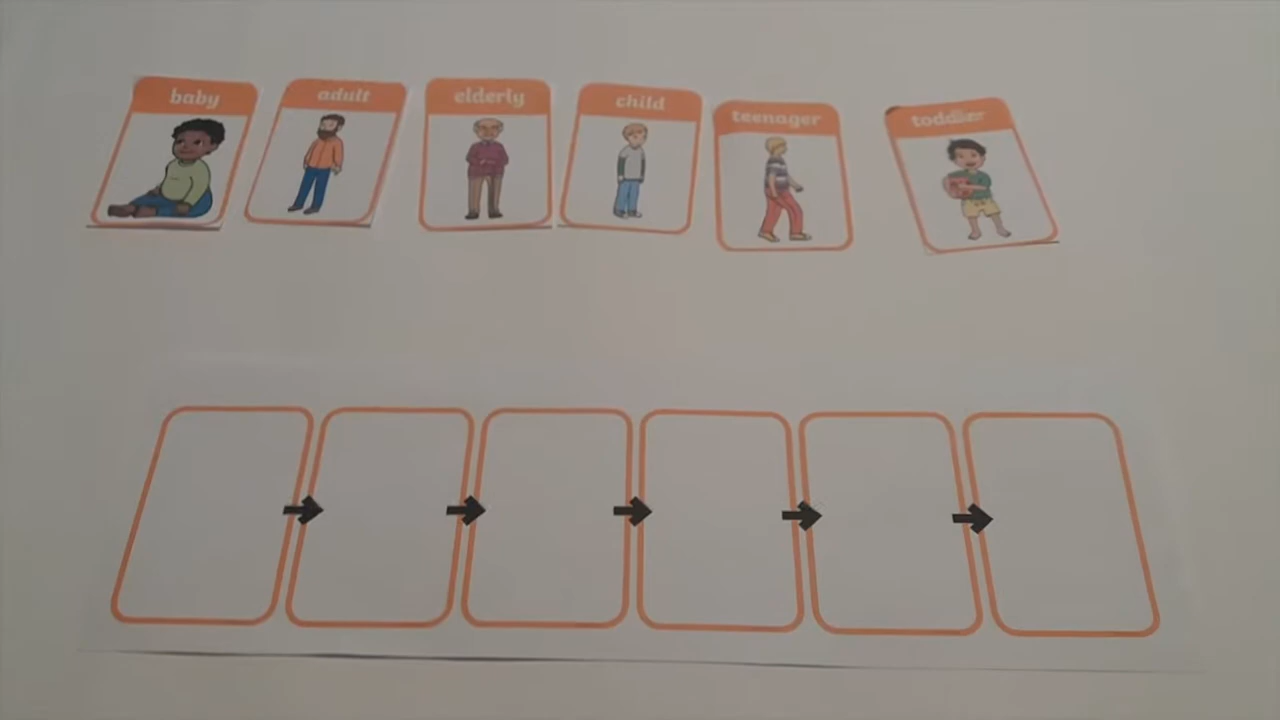 baby
adult
elderly
child
teenager
toddler